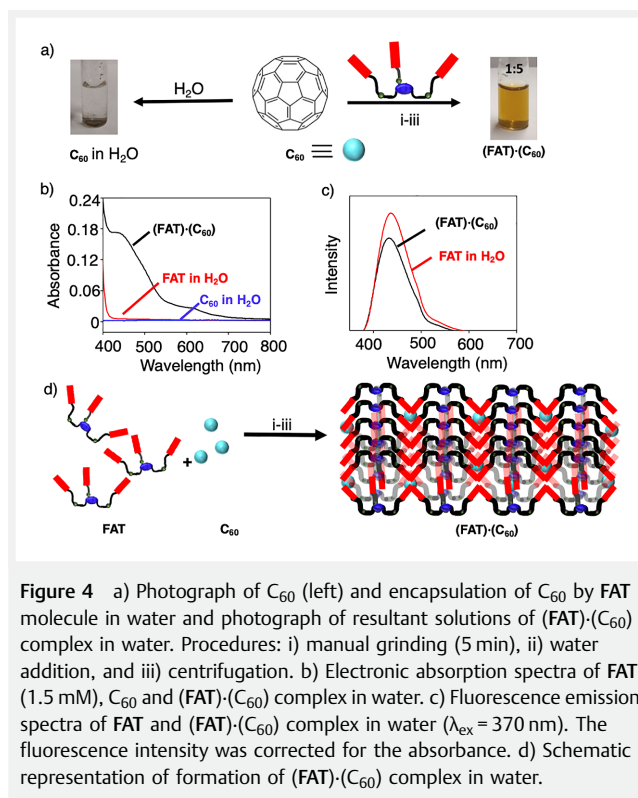 a)
H₂O
1:5
i-iii
C₆₀ in H₂O
C₆₀ ≡
(FAT)·(C₆₀)
b)
0.24
0.18
0.12
0.06
0
Absorbance
(FAT)·(C₆₀)
FAT in H₂O
C₆₀ in H₂O
400 500 600 700 800
Wavelength (nm)
c)
Intensity
(FAT)·(C₆₀)
FAT in H₂O
400 500 600 700
Wavelength (nm)
d)
+
i-iii
FAT
C₆₀
(FAT)·(C₆₀)
Figure 4 a) Photograph of C₆₀ (left) and encapsulation of C₆₀ by FAT
molecule in water and photograph of resultant solutions of (FAT)·(C₆₀)
complex in water. Procedures: i) manual grinding (5 min), ii) water
addition, and iii) centrifugation. b) Electronic absorption spectra of FAT
(1.5 mM), C₆₀ and (FAT)·(C₆₀) complex in water. c) Fluorescence emission
spectra of FAT and (FAT)·(C₆₀) complex in water (λₑₓ = 370 nm). The
fluorescence intensity was corrected for the absorbance. d) Schematic
representation of formation of (FAT)·(C₆₀) complex in water.